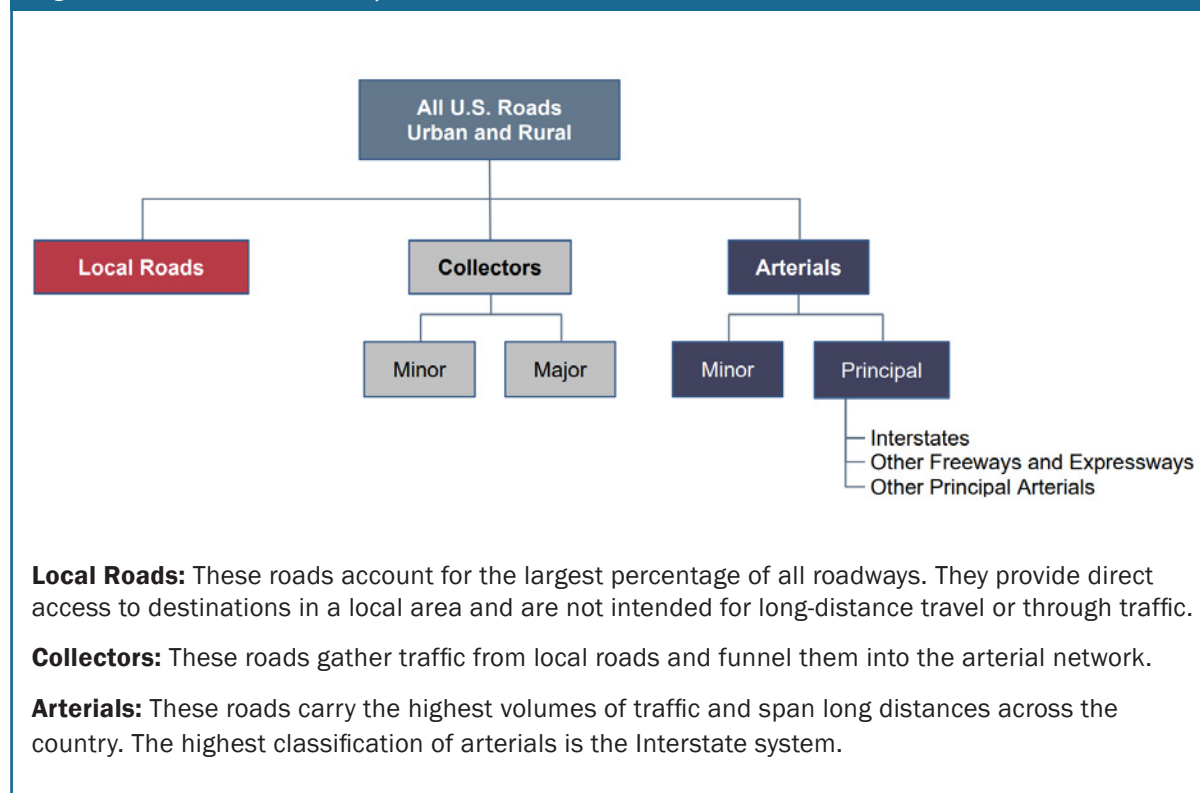 All U.S. Roads
Urban and Rural
Local Roads
Collectors
Arterials
Minor
Major
Minor
Principal
Interstates
Other Freeways and Expressways
Other Principal Arterials
Local Roads: These roads account for the largest percentage of all roadways. They provide direct
access to destinations in a local area and are not intended for long-distance travel or through traffic.
Collectors: These roads gather traffic from local roads and funnel them into the arterial network.
Arterials: These roads carry the highest volumes of traffic and span long distances across the
country. The highest classification of arterials is the Interstate system.